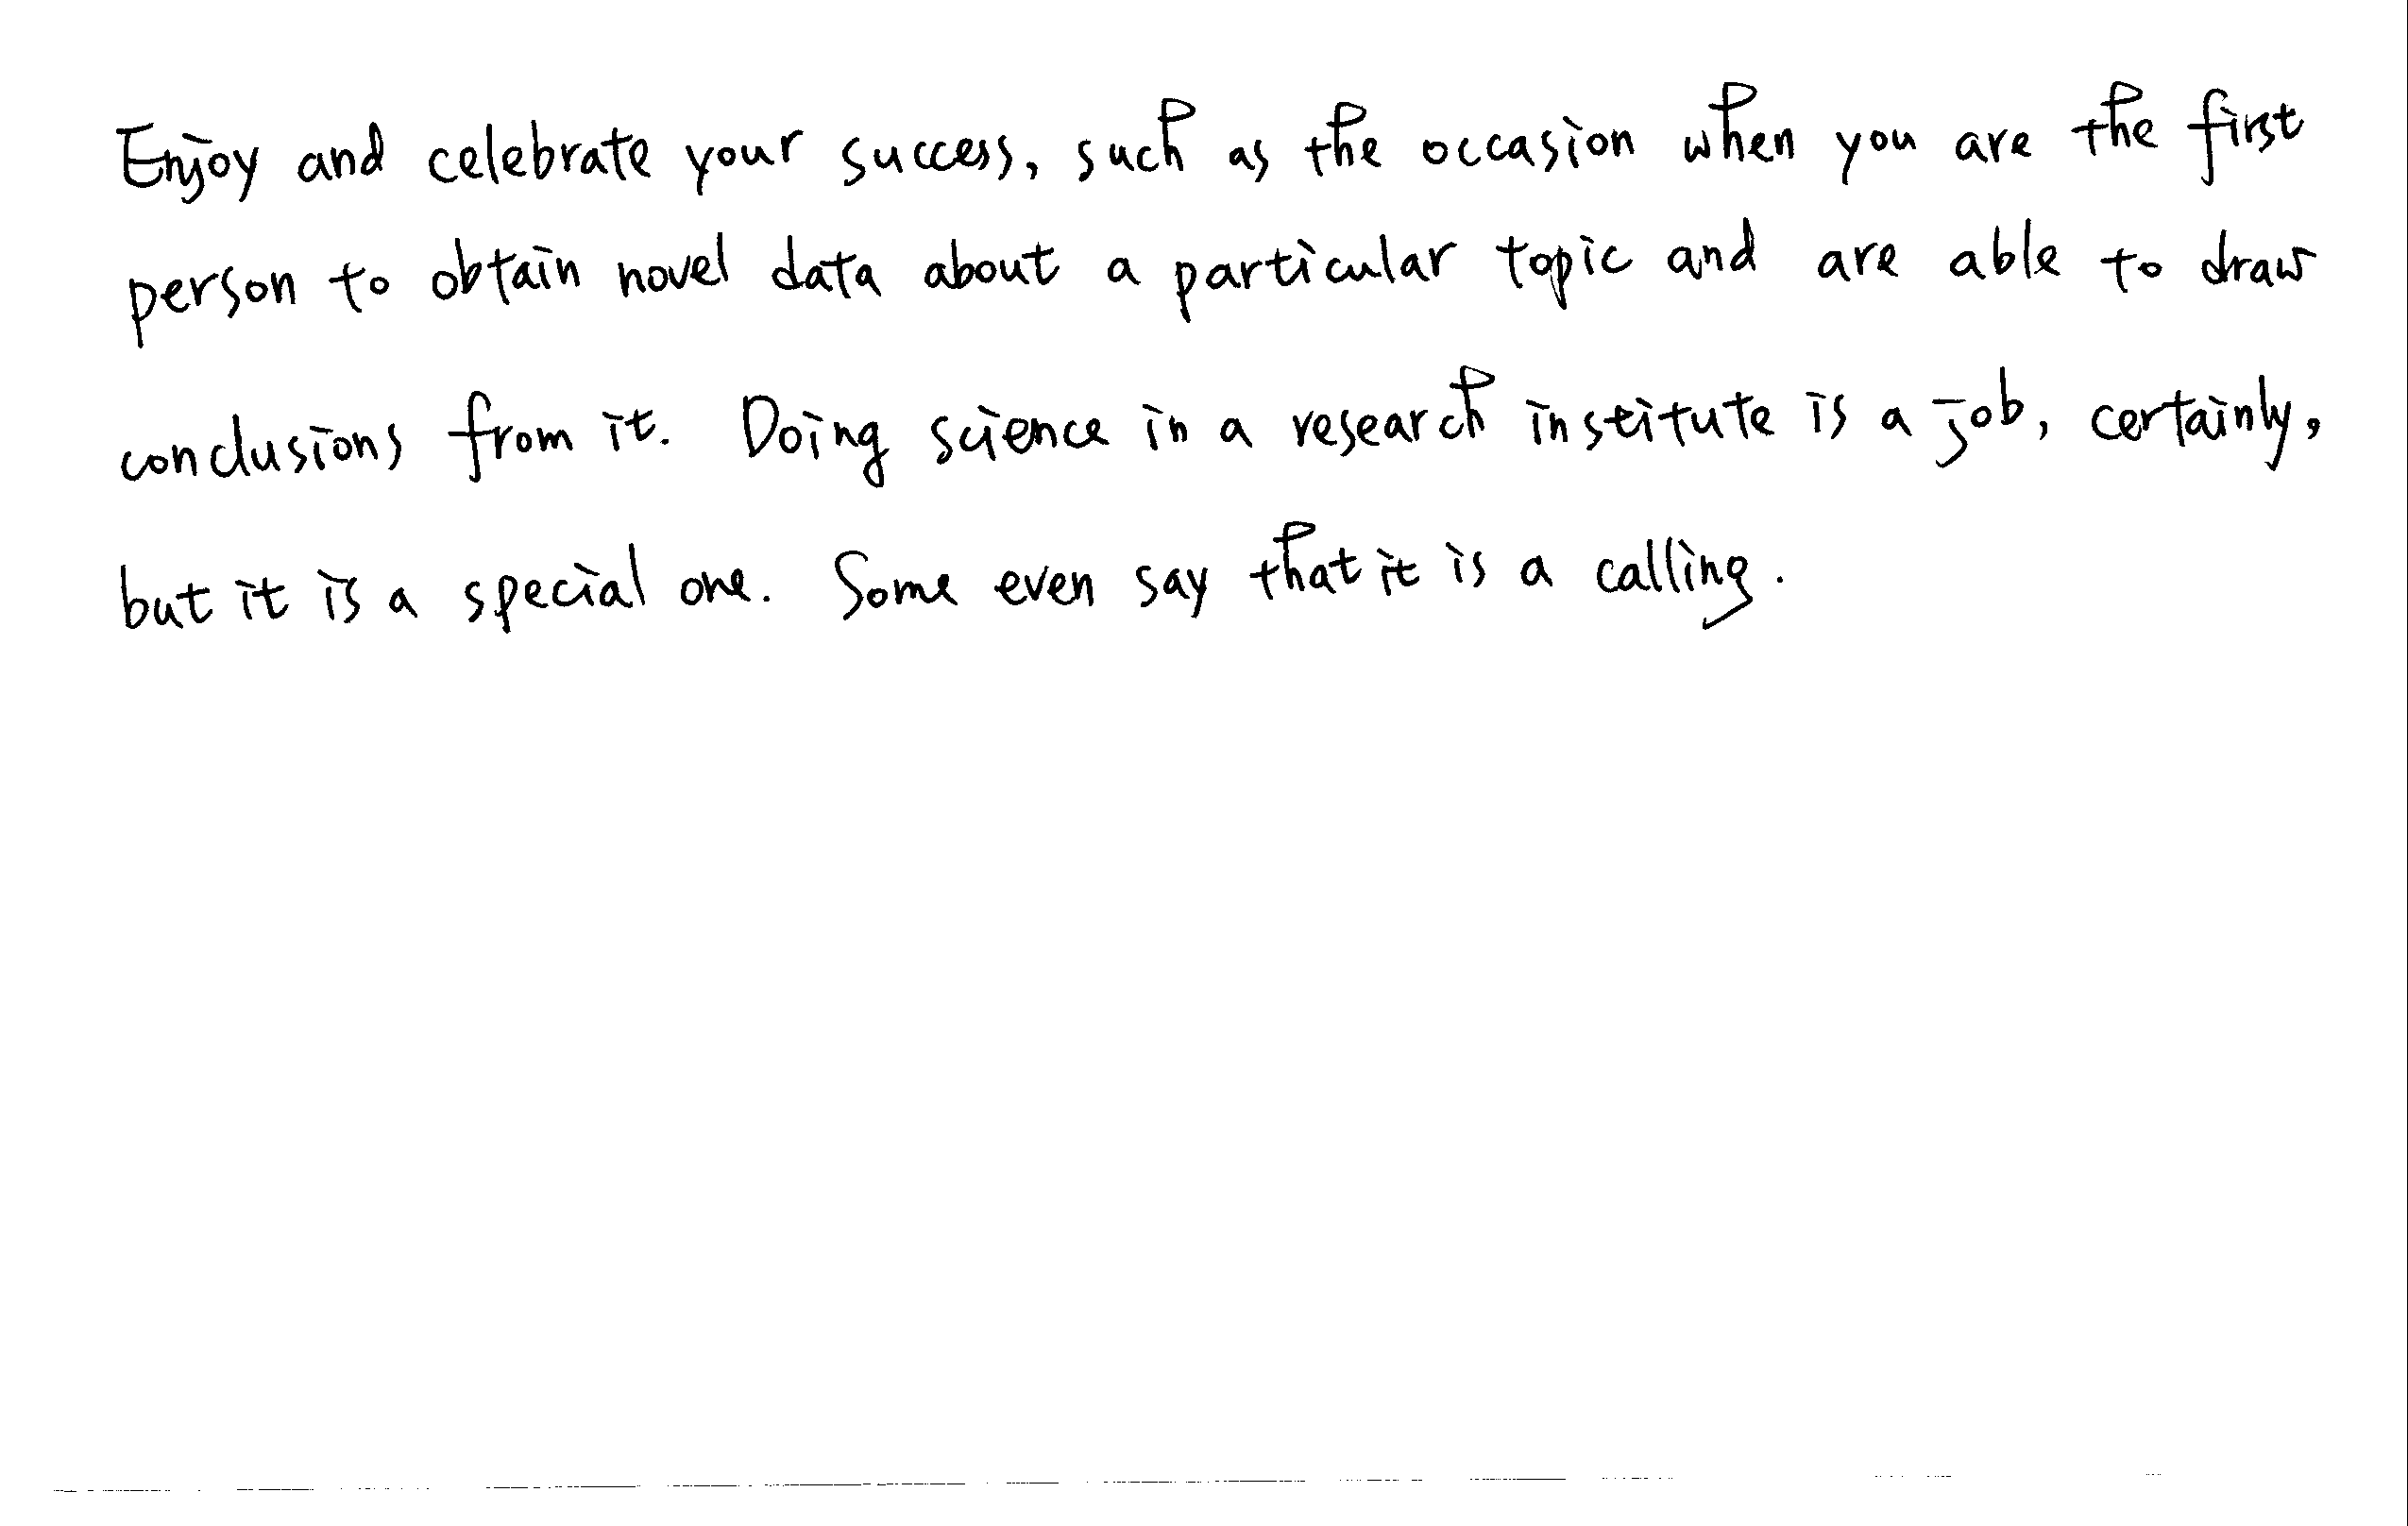 Enjoy and celebrate your success, such as the occasion when you are the first
person to obtain novel data about a particular topic and are able to draw
conclusions from it. Doing science in a research institute is a job, certainly,
but it is a special one. Some even say that it is a calling.